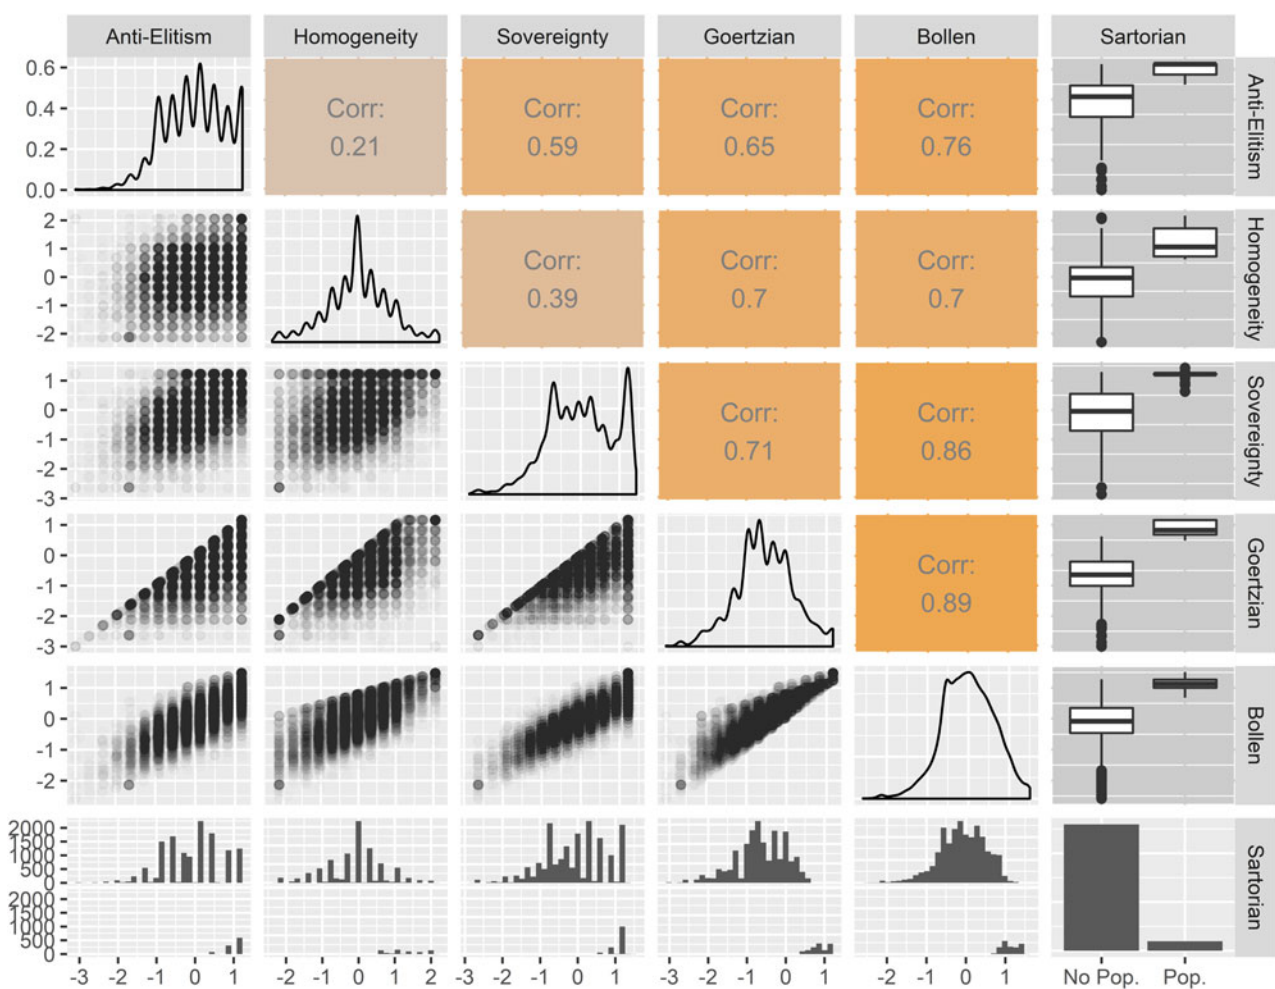 Anti-Elitism Homogeneity Sovereignty Goertzian Bollen Sartorian
0.6
0.4
0.2
0.0
Corr:
0.21
Corr:
0.59
Corr:
0.65
Corr:
0.76
Anti-Elitism
2
1
0
-1
-2
Corr:
0.39
Corr:
0.7
Corr:
0.7
Homogeneity
1
0
-1
-2
-3
Corr:
0.71
Corr:
0.86
Sovereignty
1
0
-1
-2
-3
Corr:
0.89
Goertzian
1
0
-1
-2
Bollen
2000
1500
1000
500
0
2000
1500
1000
500
0
Sartorian
-3 -2 -1 0 1 -2 -1 0 1 2 -3 -2 -1 0 1 -3 -2 -1 0 1 -2 -1 0 1 No Pop. Pop.